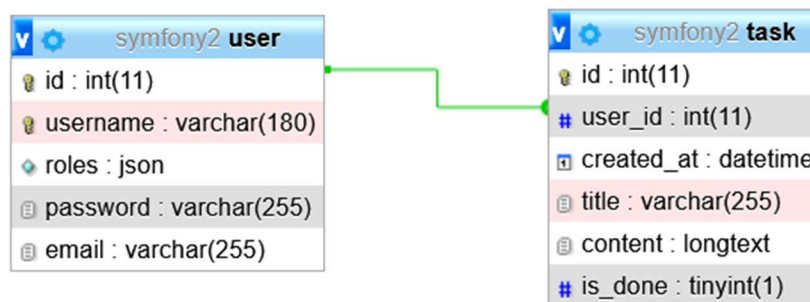 v symfony2 user
id : int(11)
username : varchar(180)
roles : json
password : varchar(255)
email : varchar(255)
v symfony2 task
id : int(11)
# user_id : int(11)
created_at : datetime
title : varchar(255)
content : longtext
# is_done : tinyint(1)